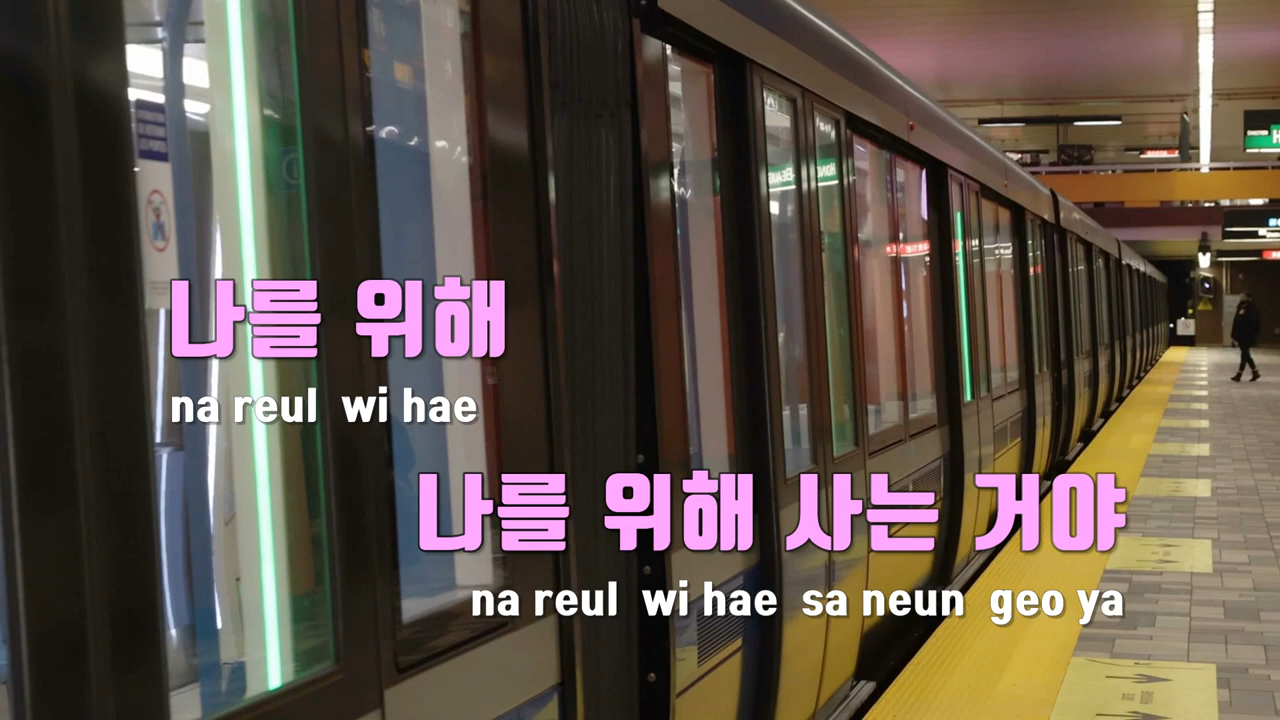 나를 위해
na reul wi hae
나를 위해 사는 거야
na reul wi hae sa neun geo ya